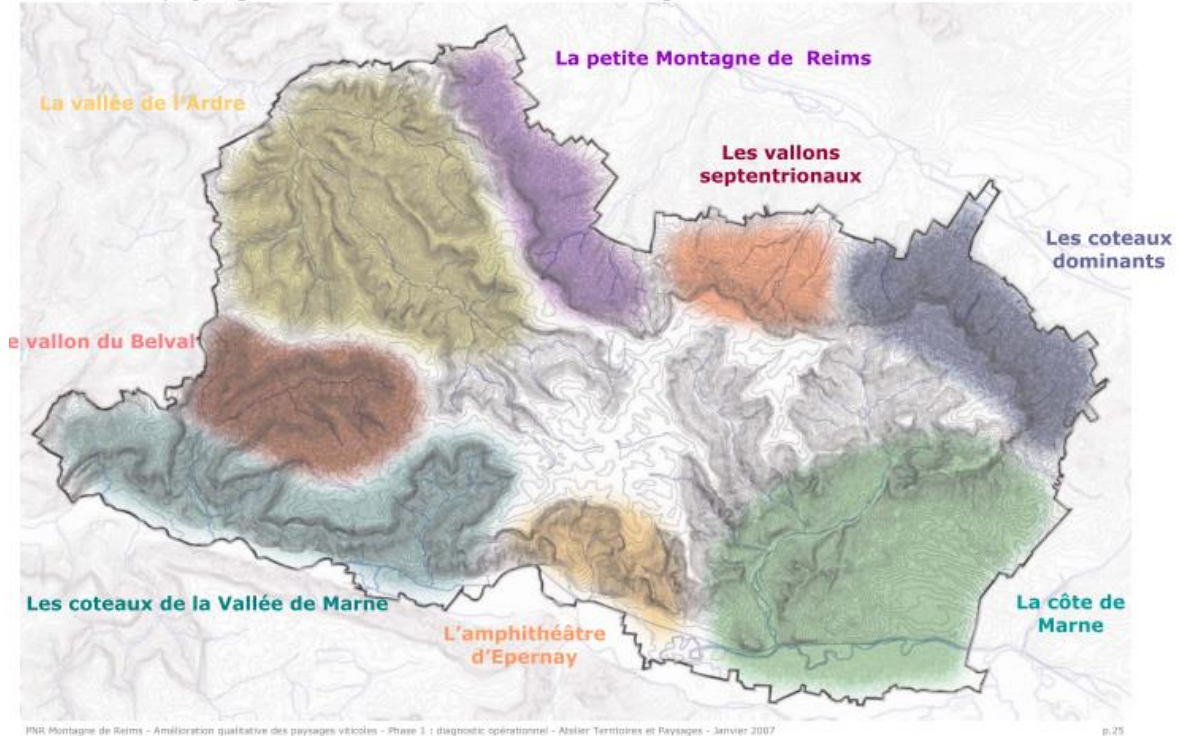 La petite Montagne de Reims
La vallée de l'Ardre
Les vallons
septentrionaux
Les coteaux
dominants
e vallon du Belval
Les coteaux de la Vallée de Marne
L'amphithéâtre
d'Epernay
La côte de
Marne
PNR Montagne de Reims - Amélioration qualitative des paysages viticoles - Phase 1 : diagnostic opérationnel - Atelier Territoires et Paysages - Janvier 2007
p.25